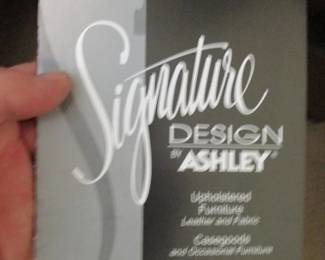 Signature
DESIGN
BY ASHLEY®
Upholstered
Furniture
Leather and Fabric
Casegoods
and Occasional Furniture